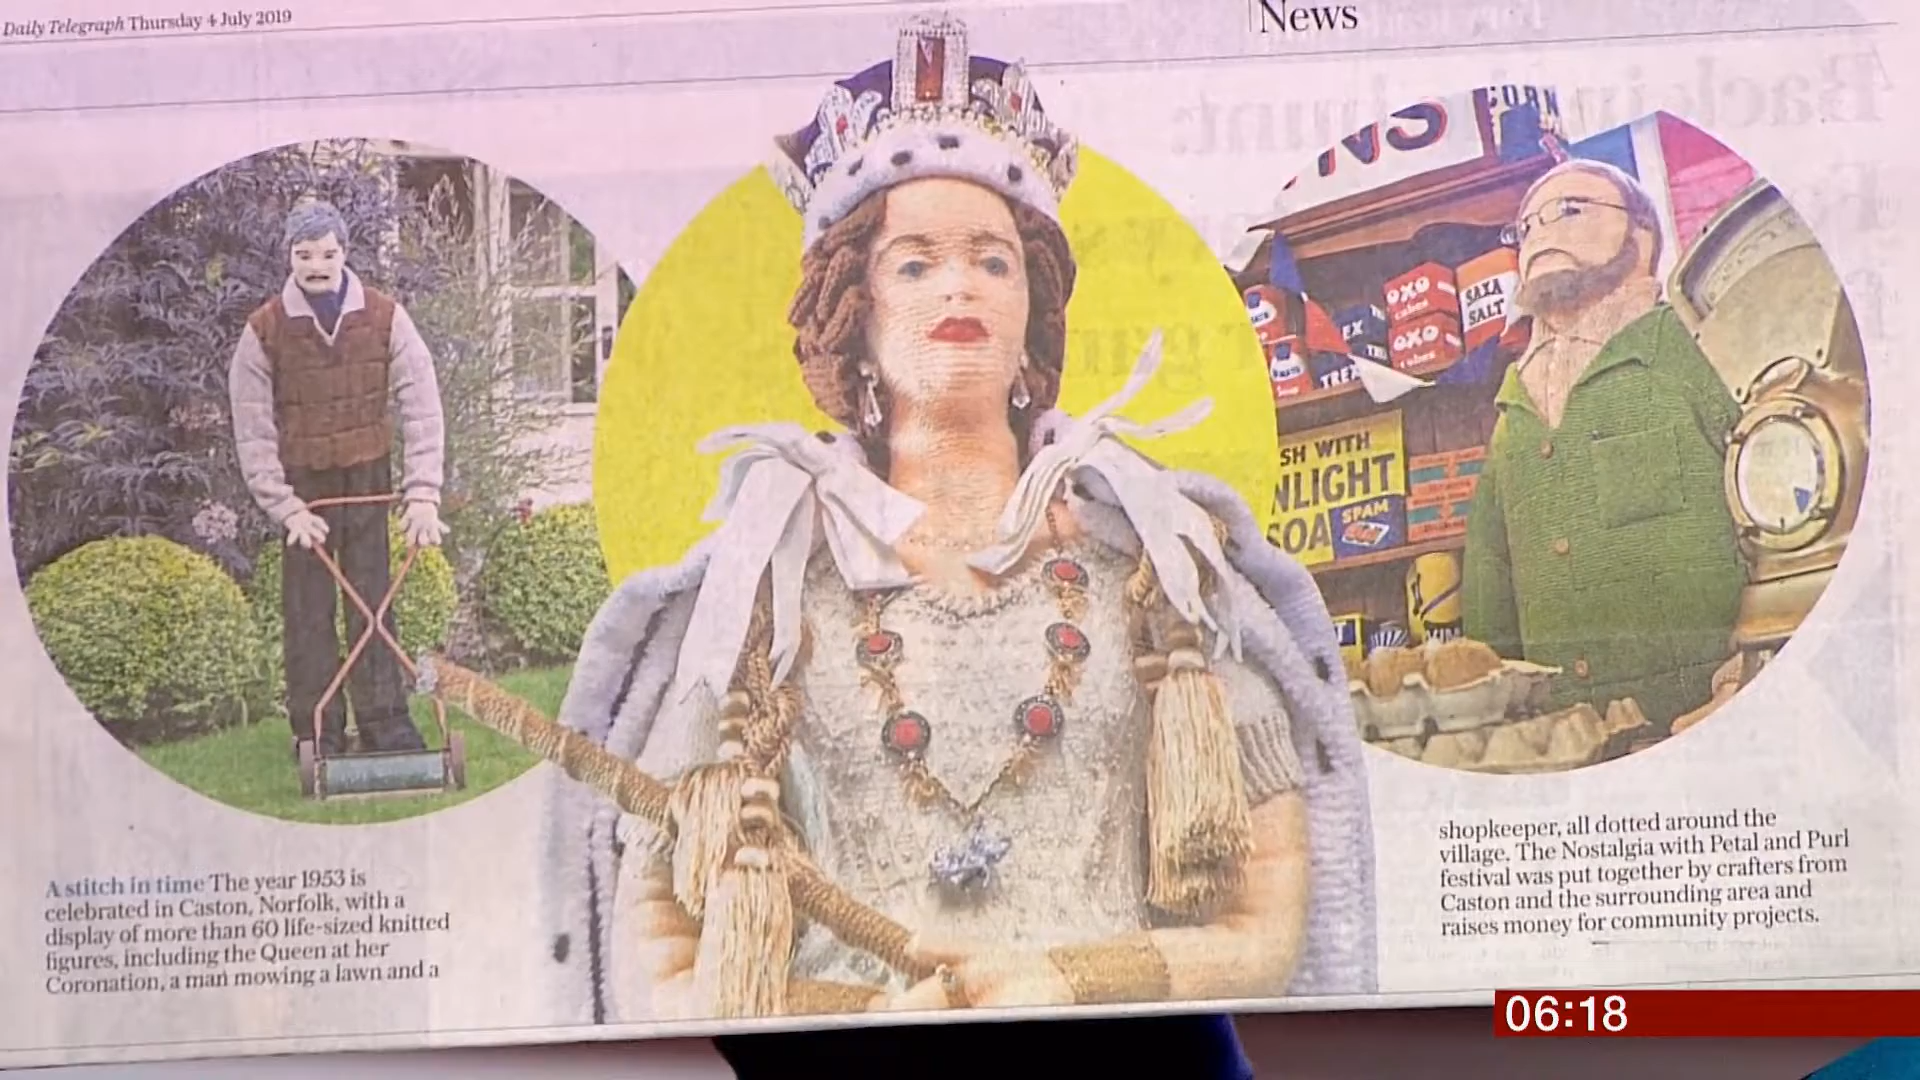 Daily Telegraph Thursday 4 July 2019
News
CORN
OXO
cubes
OXO
cubes
SAXA
SALT
TREX
SH WITH
NLIGHT
SOA
SPAM
A stitch in time The year 1953 is
celebrated in Caston, Norfolk, with a
display of more than 60 life-sized knitted
figures, including the Queen at her
Coronation, a man mowing a lawn and a
shopkeeper, all dotted around the
village. The Nostalgia with Petal and Purl
festival was put together by crafters from
Caston and the surrounding area and
raises money for community projects.
06:18